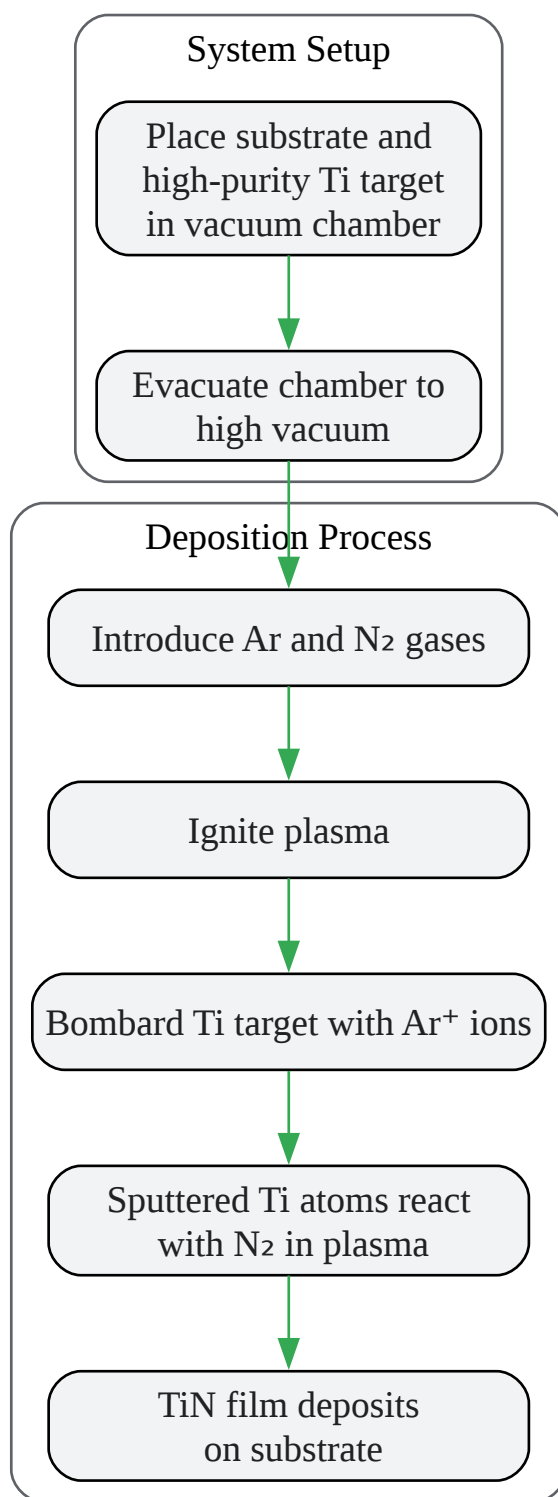 System Setup
Place substrate and
high-purity Ti target
in vacuum chamber
Evacuate chamber to
high vacuum
Deposition Process
Introduce Ar and N₂ gases
Ignite plasma
Bombard Ti target with Ar⁺ ions
Sputtered Ti atoms react
with N₂ in plasma
TiN film deposits
on substrate